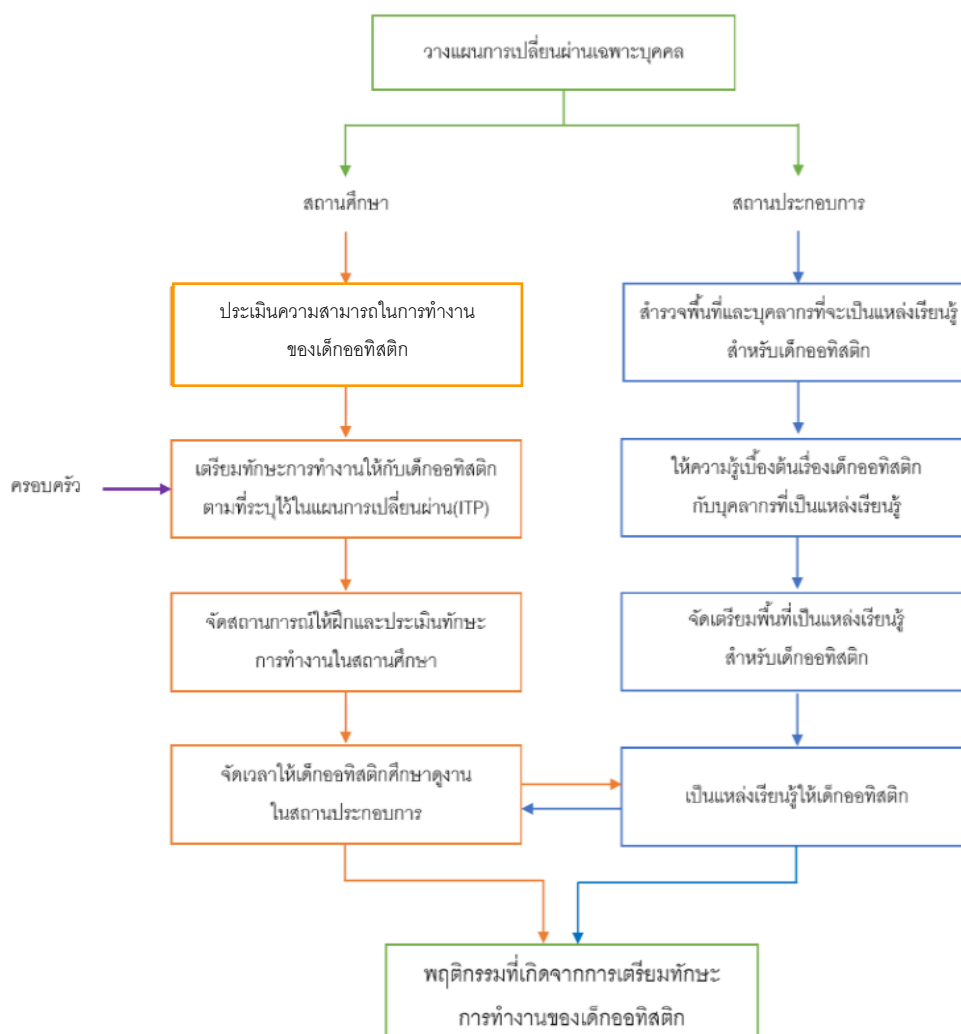 วางแผนการเปลี่ยนผ่านเฉพาะบุคคล
สถานศึกษา
สถานประกอบการ
ประเมินความสามารถในการทำงาน
ของเด็กออทิสติก
สำรวจพื้นที่และบุคลากรที่จะเป็นแหล่งเรียนรู้
สำหรับเด็กออทิสติก
ครอบครัว
เตรียมทักษะการทำงานให้กับเด็กออทิสติก
ตามที่ระบุไว้ในแผนการเปลี่ยนผ่าน(ITP)
ให้ความรู้เบื้องต้นเรื่องเด็กออทิสติก
กับบุคลากรที่เป็นแหล่งเรียนรู้
จัดสถานการณ์ให้ฝึกและประเมินทักษะ
การทำงานในสถานศึกษา
จัดเตรียมพื้นที่เป็นแหล่งเรียนรู้
สำหรับเด็กออทิสติก
จัดเวลาให้เด็กออทิสติกศึกษาดูงาน
ในสถานประกอบการ
เป็นแหล่งเรียนรู้ให้เด็กออทิสติก
พฤติกรรมที่เกิดจากการเตรียมทักษะ
การทำงานของเด็กออทิสติก